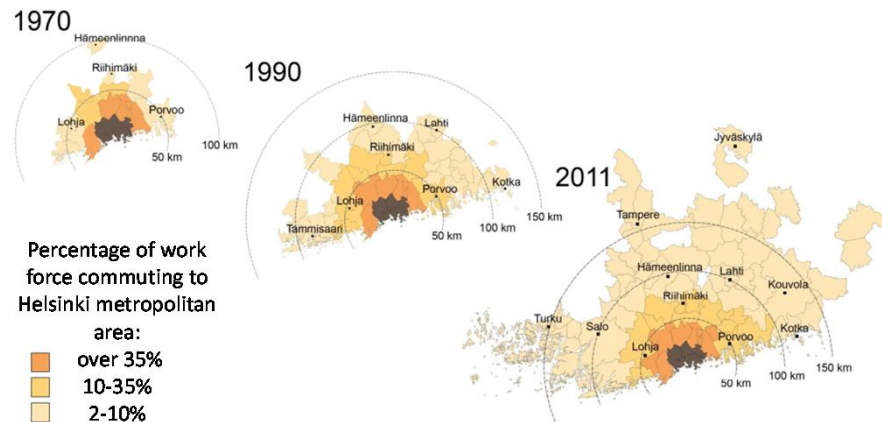 1970
Hämeenlinnna
Riihimäki
Lohja
Porvoo
50 km
100 km
1990
Hämeenlinna
Lahti
Riihimäki
Lohja
Porvoo
Kotka
Tammisaari
50 km
100 km
150 km
2011
Jyväskylä
Tampere
Hämeenlinna
Lahti
Kouvola
Riihimäki
Turku
Salo
Kotka
Lohja
Porvoo
50 km
100 km
150 km
Percentage of work
force commuting to
Helsinki metropolitan
area:
over 35%
10-35%
2-10%